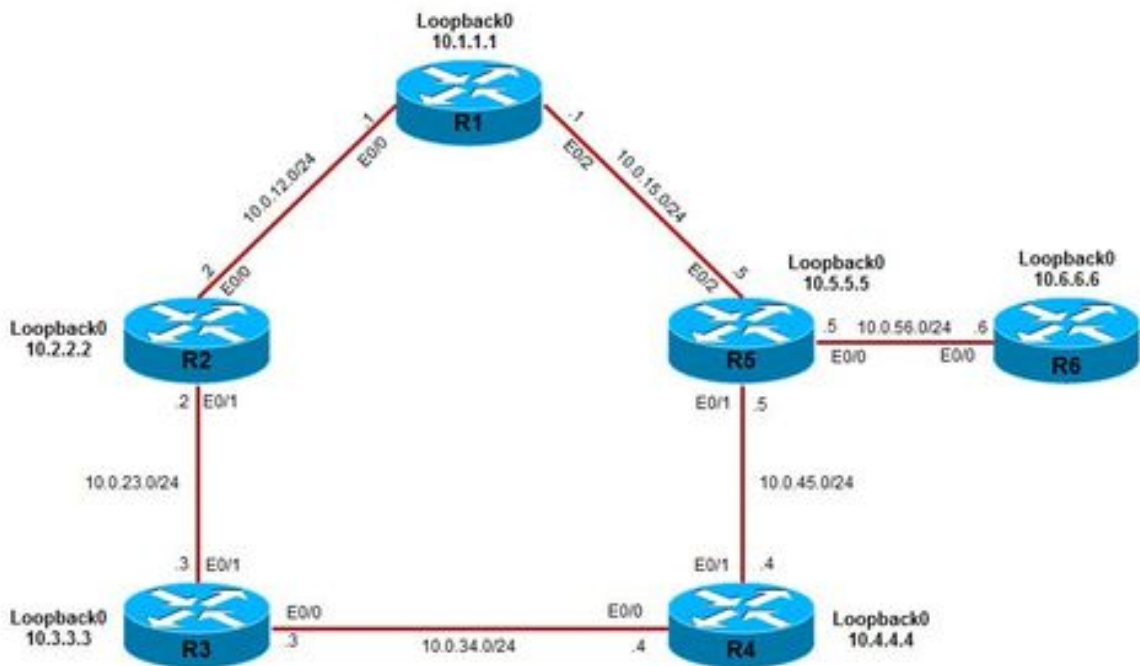 Loopback0
10.1.1.1
R1
.1
E0/0
.1
E0/2
10.0.12.0/24
10.0.15.0/24
.2
E0/0
.5
E0/2
Loopback0
10.5.5.5
Loopback0
10.6.6.6
Loopback0
10.2.2.2
R2
R5
.5
10.0.56.0/24
.6
E0/0
E0/0
R6
.2
E0/1
E0/1
.5
10.0.23.0/24
10.0.45.0/24
.3
E0/1
E0/1
.4
Loopback0
10.3.3.3
R3
E0/0
.3
10.0.34.0/24
E0/0
.4
R4
Loopback0
10.4.4.4